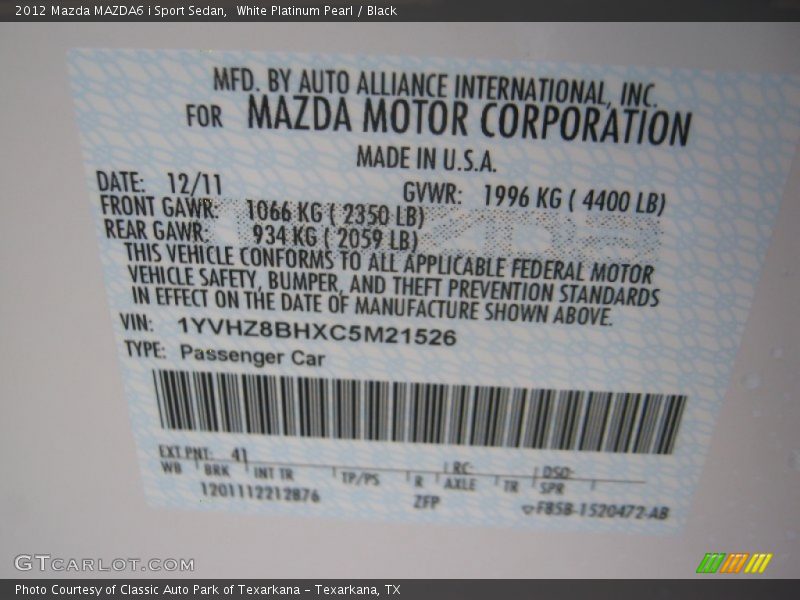 2012 Mazda MAZDA6 i Sport Sedan,  White Platinum Pearl / Black
MFD. BY AUTO ALLIANCE INTERNATIONAL, INC.
FOR MAZDA MOTOR CORPORATION
MADE IN U.S.A.
DATE: 12/11 GVWR: 1996 KG ( 4400 LB)
FRONT GAWR: 1066 KG ( 2350 LB)
REAR GAWR: 934 KG ( 2059 LB)
THIS VEHICLE CONFORMS TO ALL APPLICABLE FEDERAL MOTOR
VEHICLE SAFETY, BUMPER, AND THEFT PREVENTION STANDARDS
IN EFFECT ON THE DATE OF MANUFACTURE SHOWN ABOVE.
VIN: 1YVHZ8BHXC5M21526
TYPE: Passenger Car
EXT PNT: 41 RC: DSO:
WB BRK INT TR TP/PS R AXLE TR SPR
1201112212876 ZFP F85B-1520472-AB
GTCARLOT.COM
Photo Courtesy of Classic Auto Park of Texarkana - Texarkana, TX